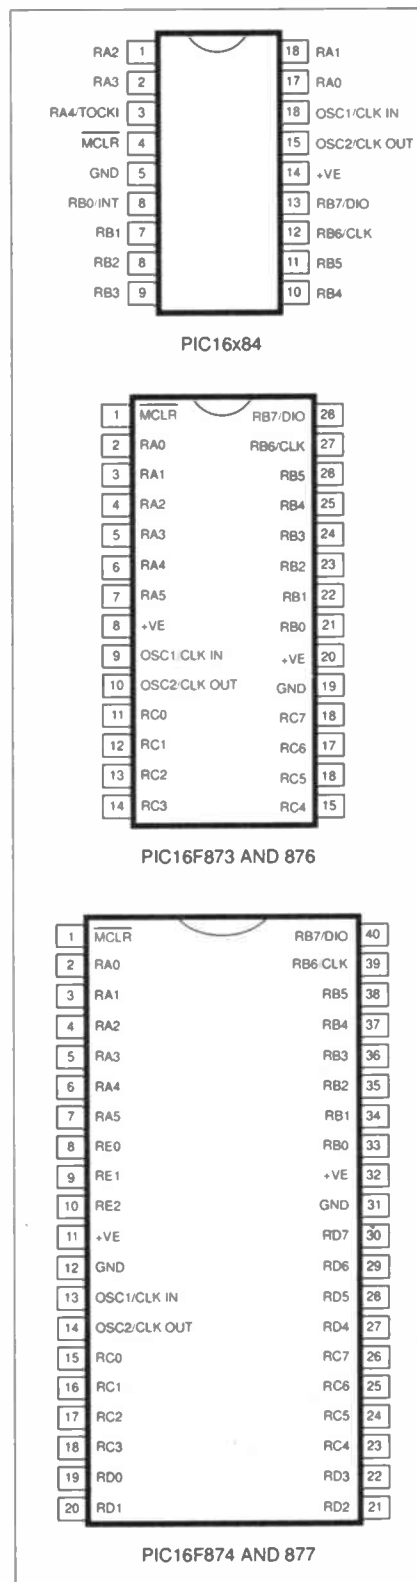 RA2 1 18 RA1
RA3 2 17 RA0
RA4/TOCKI 3 18 OSC1/CLK IN
MCLR 4 15 OSC2/CLK OUT
GND 5 14 +VE
RB0/INT 8 13 RB7/DIO
RB1 7 12 RB6/CLK
RB2 8 11 RB5
RB3 9 10 RB4
PIC16x84
1 MCLR RB7/DIO 28
2 RA0 RB6/CLK 27
3 RA1 RB5 26
4 RA2 RB4 25
5 RA3 RB3 24
6 RA4 RB2 23
7 RA5 RB1 22
8 +VE RB0 21
9 OSC1/CLK IN +VE 20
10 OSC2/CLK OUT GND 19
11 RC0 RC7 18
12 RC1 RC6 17
13 RC2 RC5 18
14 RC3 RC4 15
PIC16F873 AND 876
1 MCLR RB7/DIO 40
2 RA0 RB6/CLK 39
3 RA1 RB5 38
4 RA2 RB4 37
5 RA3 RB3 36
6 RA4 RB2 35
7 RA5 RB1 34
8 RE0 RB0 33
9 RE1 +VE 32
10 RE2 GND 31
11 +VE RD7 30
12 GND RD6 29
13 OSC1/CLK IN RD5 28
14 OSC2/CLK OUT RD4 27
15 RC0 RC7 26
16 RC1 RC6 25
17 RC2 RC5 24
18 RC3 RC4 23
19 RD0 RD3 22
20 RD1 RD2 21
PIC16F874 AND 877